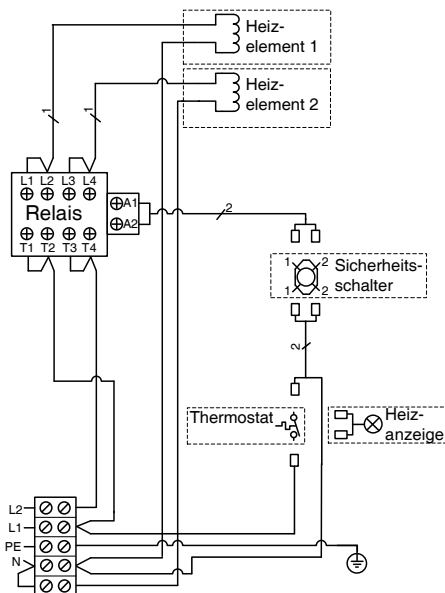 Heiz-
element 1
Heiz-
element 2
1
1
L1 L2 L3 L4
Relais
A1
A2
T1 T2 T3 T4
2
1 2
1 2
Sicherheits-
schalter
2
Thermostat
Heiz-
anzeige
L2
L1
PE
N